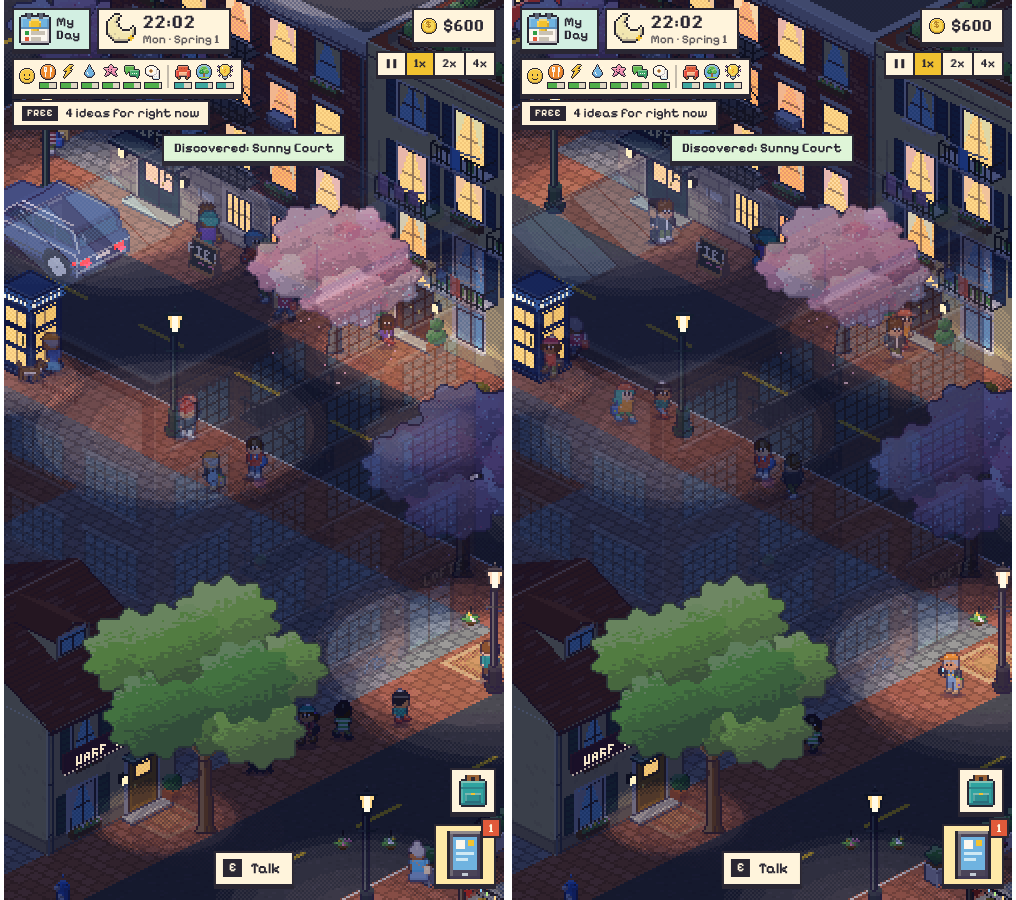 My Day
22:02
Mon · Spring 1
$600
1x 2x 4x
FREE 4 ideas for right now
Discovered: Sunny Court
WARF
1
E Talk
My Day
22:02
Mon · Spring 1
$600
1x 2x 4x
FREE 4 ideas for right now
Discovered: Sunny Court
WARF
1
E Talk